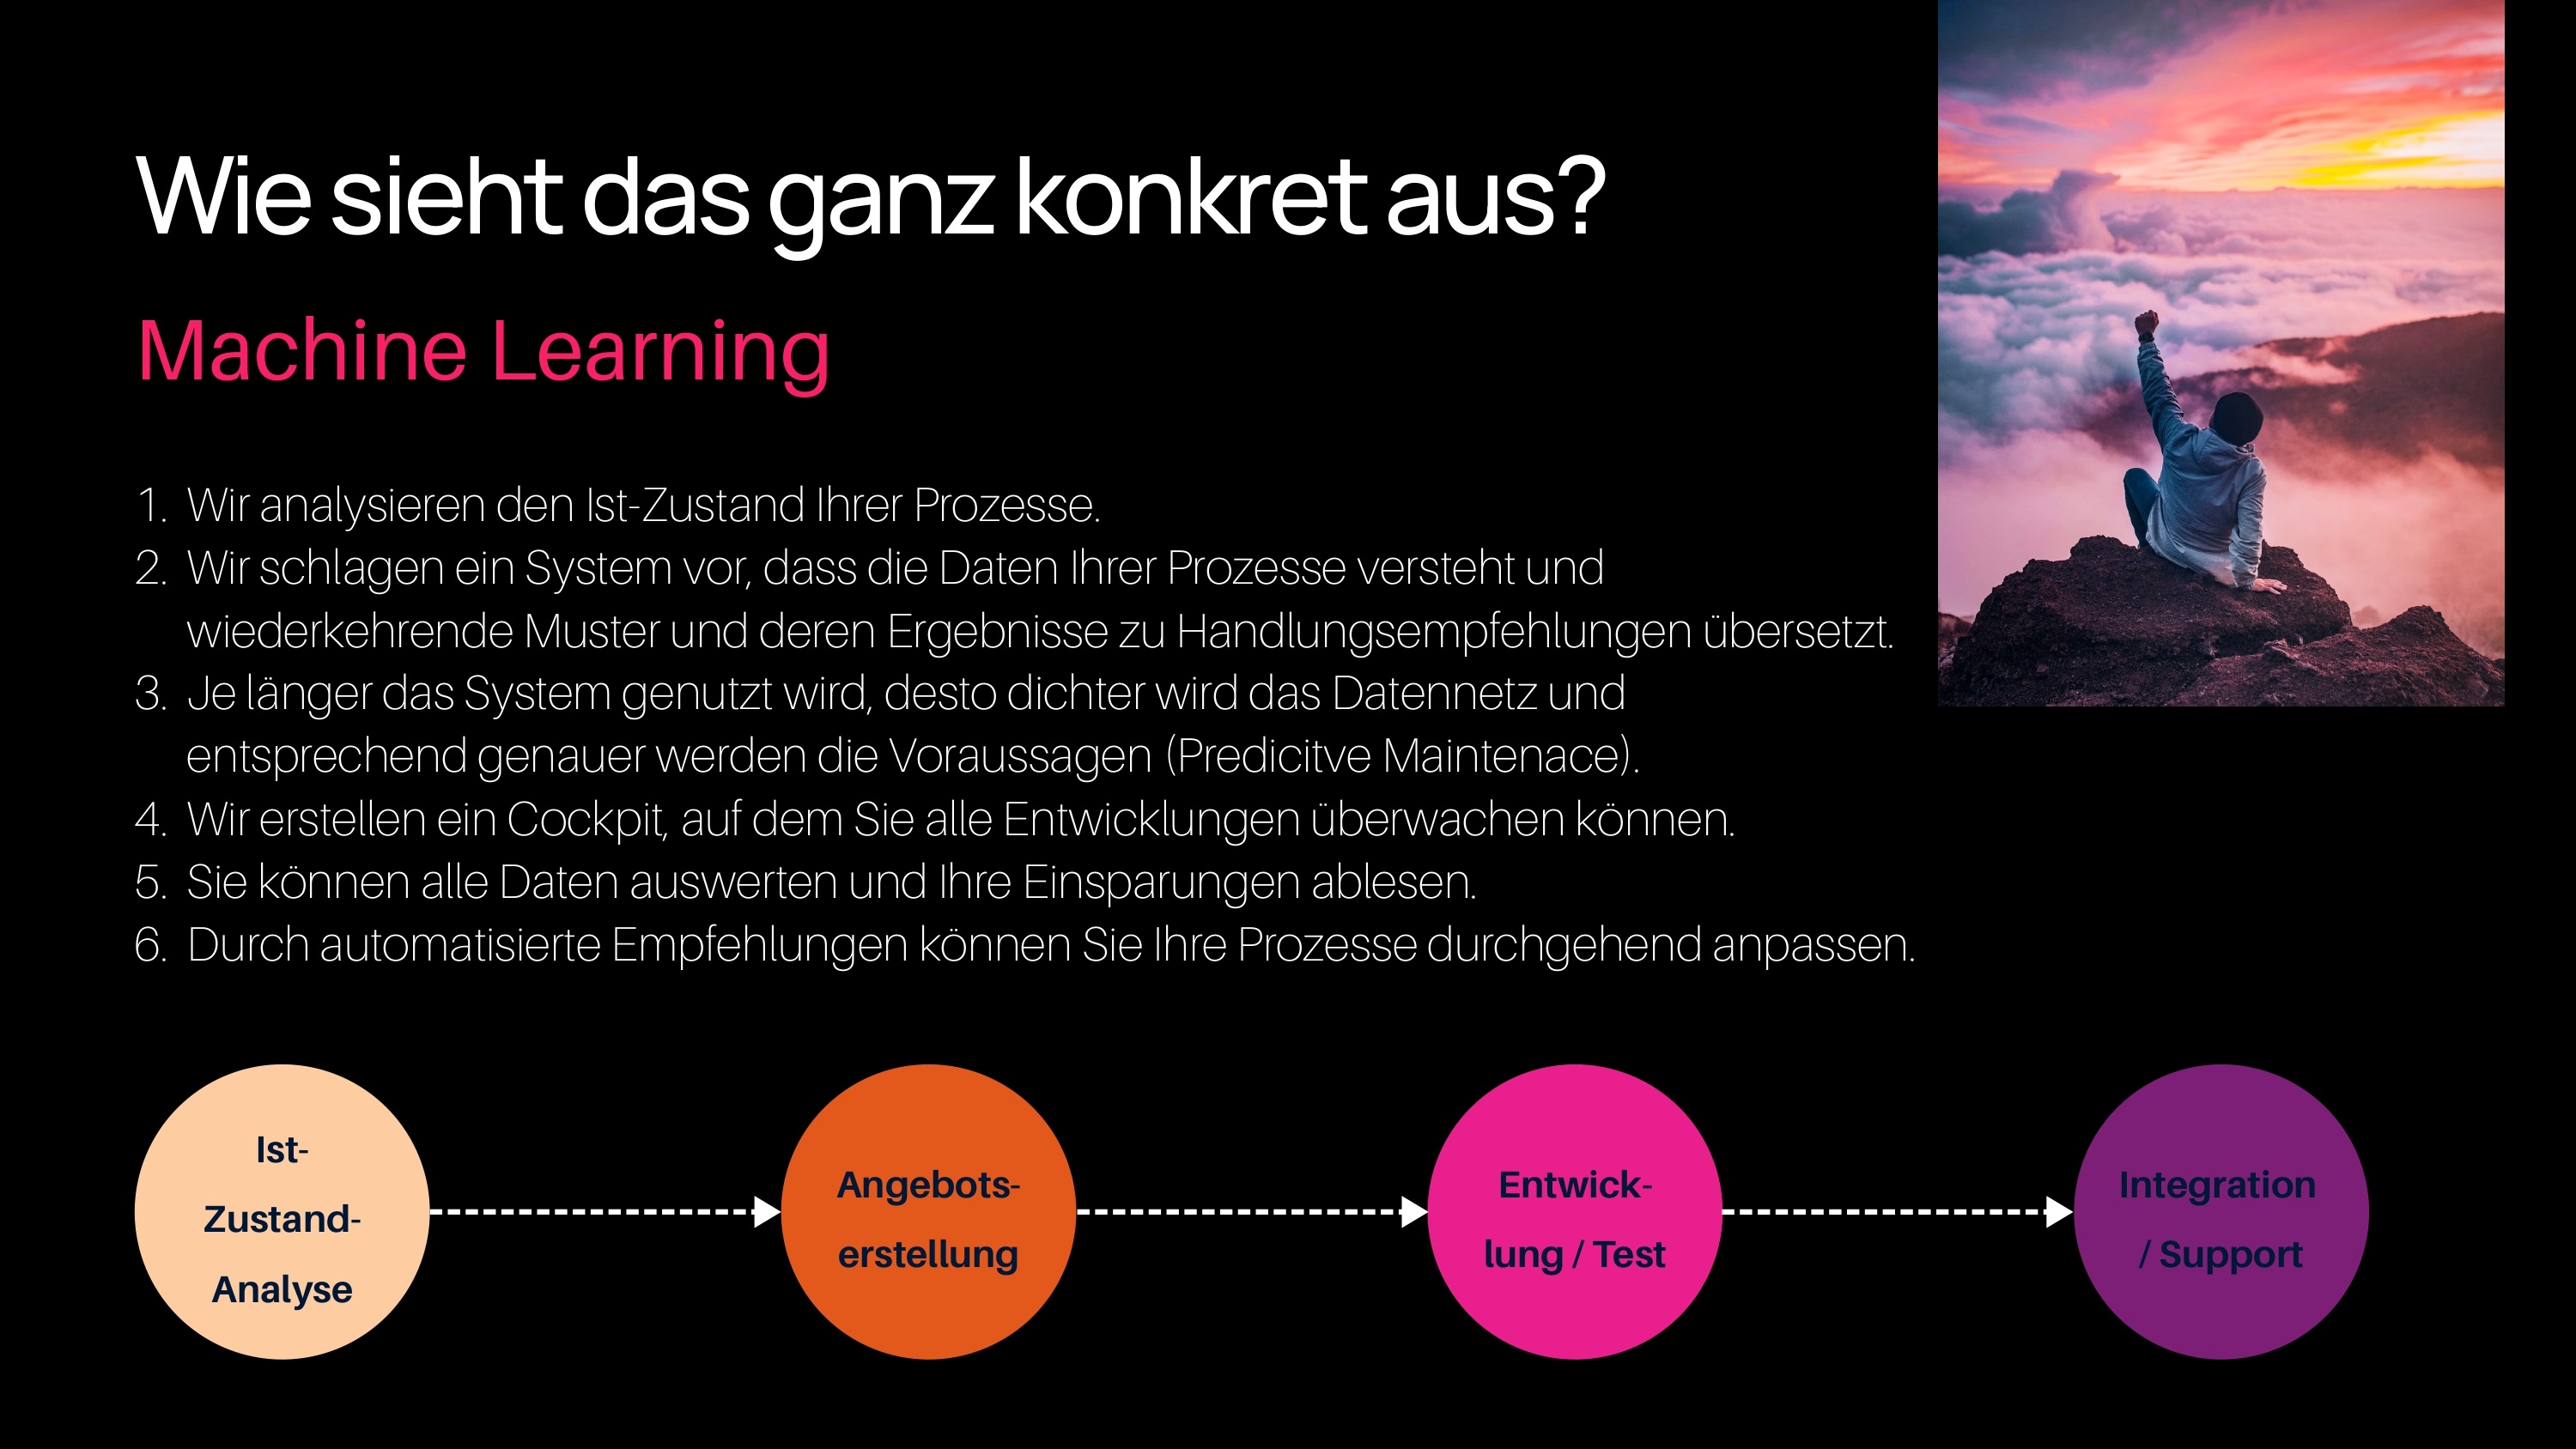 Wie sieht das ganz konkret aus?
Machine Learning
1. Wir analysieren den Ist-Zustand Ihrer Prozesse.
2. Wir schlagen ein System vor, dass die Daten Ihrer Prozesse versteht und
wiederkehrende Muster und deren Ergebnisse zu Handlungsempfehlungen übersetzt.
3. Je länger das System genutzt wird, desto dichter wird das Datennetz und
entsprechend genauer werden die Voraussagen (Predicitve Maintenace).
4. Wir erstellen ein Cockpit, auf dem Sie alle Entwicklungen überwachen können.
5. Sie können alle Daten auswerten und Ihre Einsparungen ablesen.
6. Durch automatisierte Empfehlungen können Sie Ihre Prozesse durchgehend anpassen.
Ist-
Zustand-
Analyse
Angebots-
erstellung
Entwick-
lung / Test
Integration
/ Support